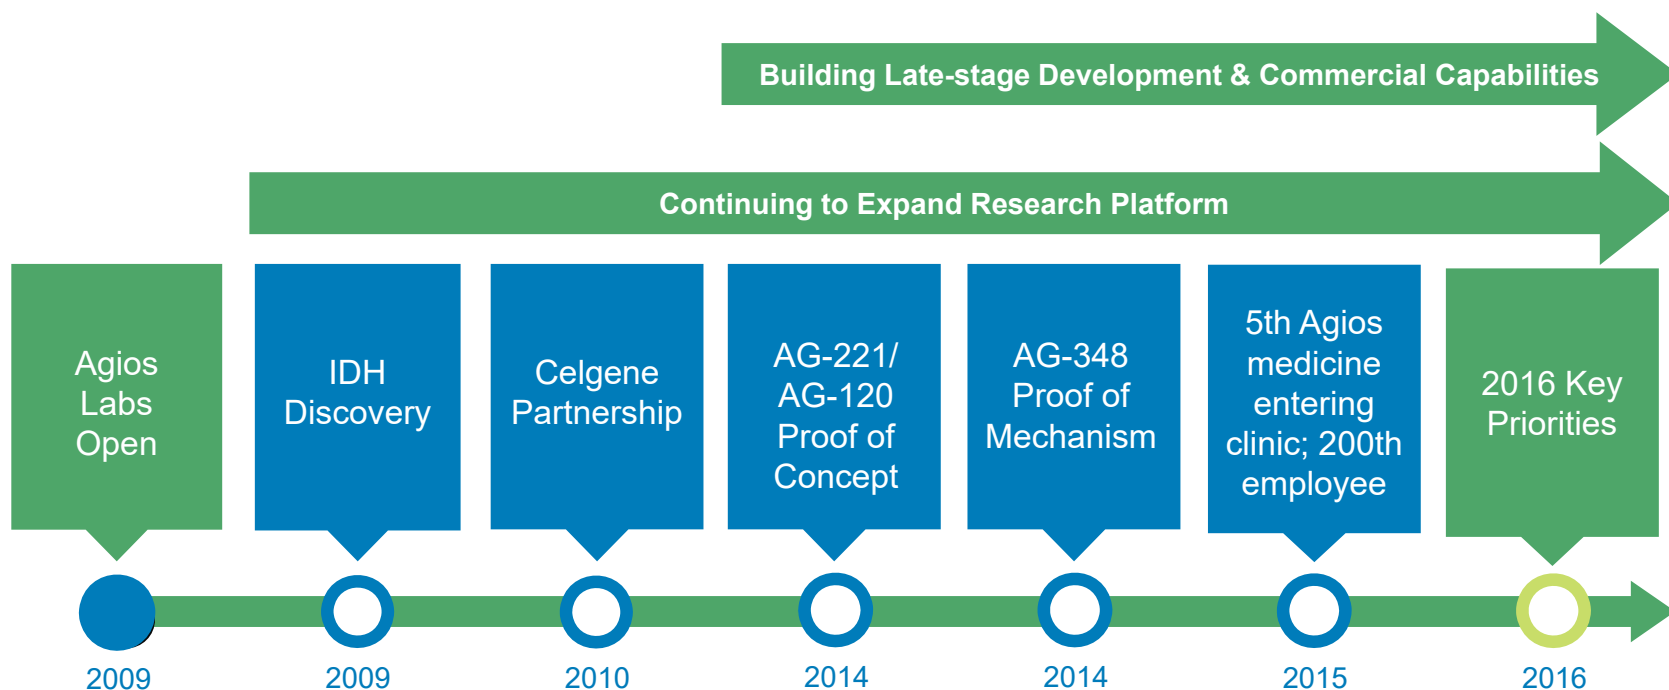 Building Late-stage Development & Commercial Capabilities
Continuing to Expand Research Platform
Agios
Labs
Open
IDH
Discovery
Celgene
Partnership
AG-221/
AG-120
Proof of
Concept
AG-348
Proof of
Mechanism
5th Agios
medicine
entering
clinic; 200th
employee
2016 Key
Priorities
2009
2009
2010
2014
2014
2015
2016